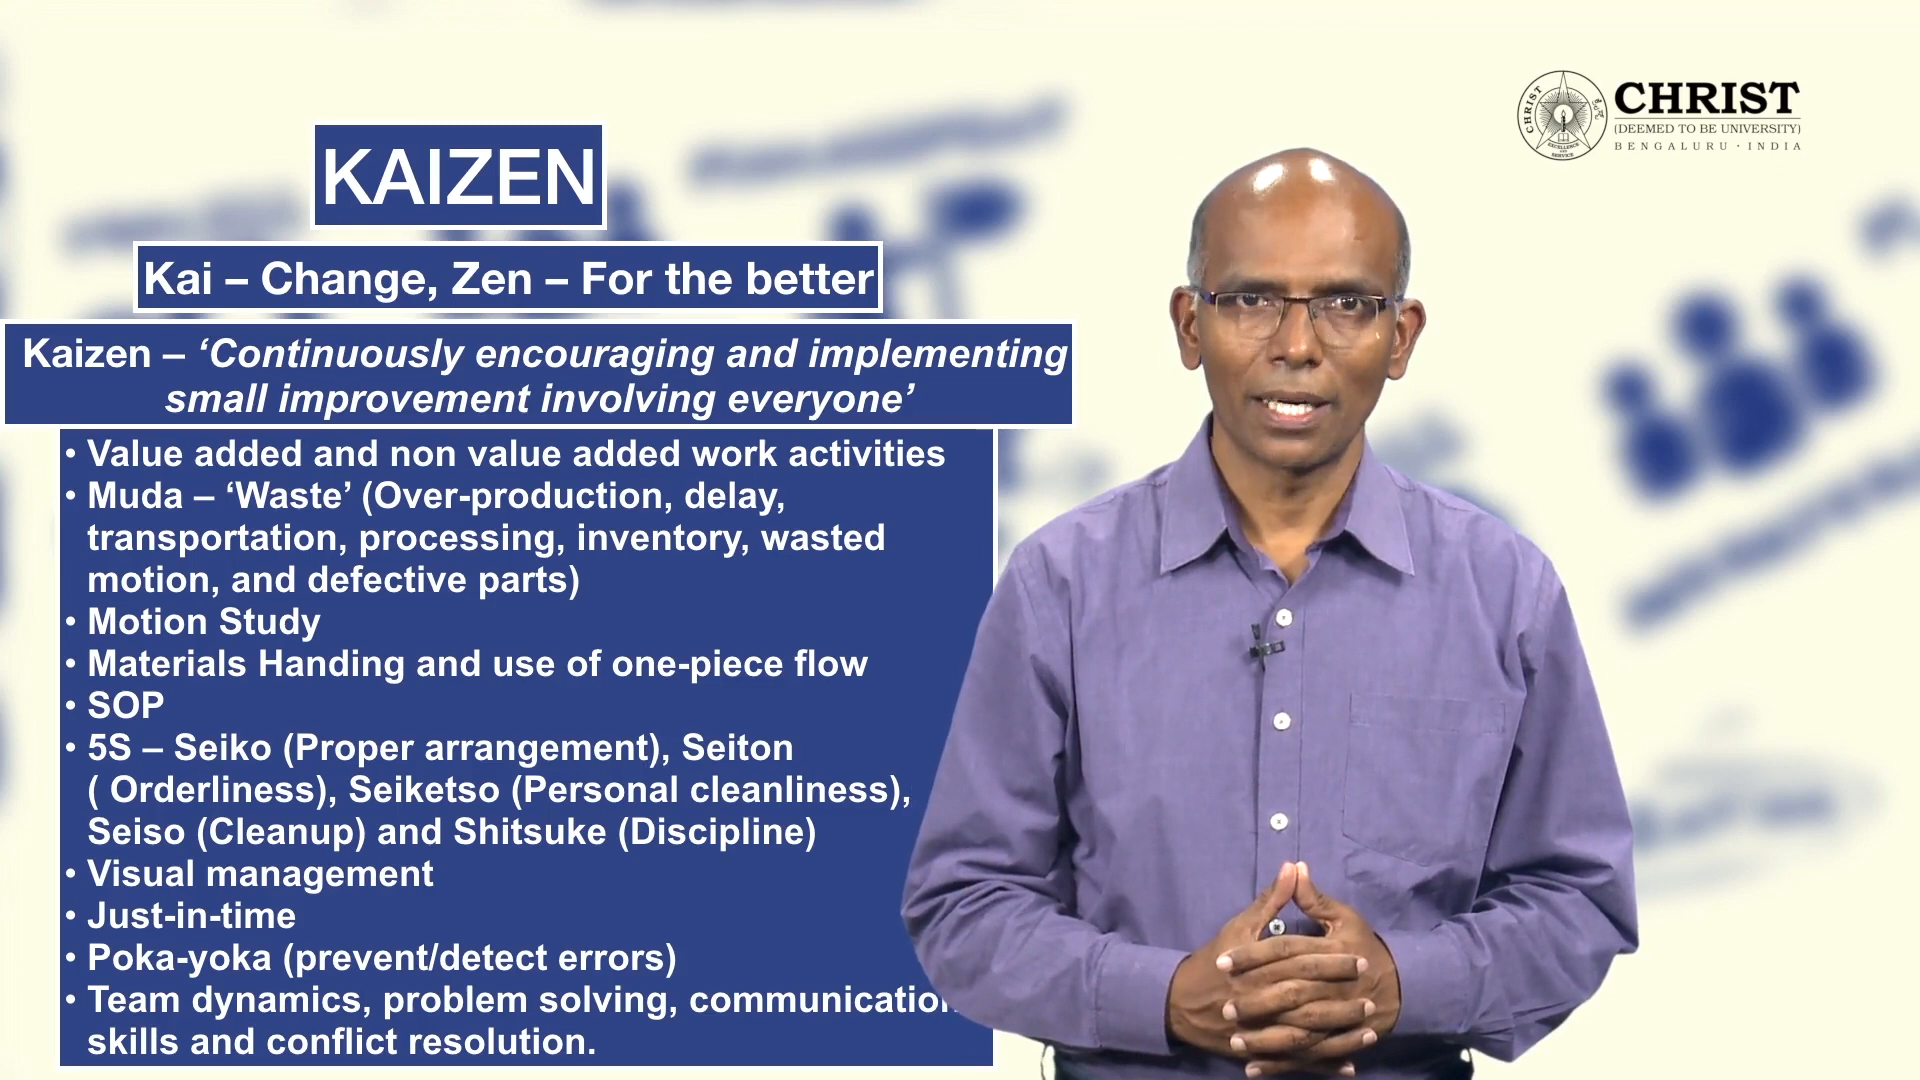 KAIZEN
Kai – Change, Zen – For the better
Kaizen – ‘Continuously encouraging and implementing
small improvement involving everyone’
• Value added and non value added work activities
• Muda – ‘Waste’ (Over-production, delay,
transportation, processing, inventory, wasted
motion, and defective parts)
• Motion Study
• Materials Handing and use of one-piece flow
• SOP
• 5S – Seiko (Proper arrangement), Seiton
( Orderliness), Seiketso (Personal cleanliness),
Seiso (Cleanup) and Shitsuke (Discipline)
• Visual management
• Just-in-time
• Poka-yoka (prevent/detect errors)
• Team dynamics, problem solving, communication
skills and conflict resolution.
CHRIST
EXCELLENCE
SERVICE
CHRIST
(DEEMED TO BE UNIVERSITY)
BENGALURU · INDIA